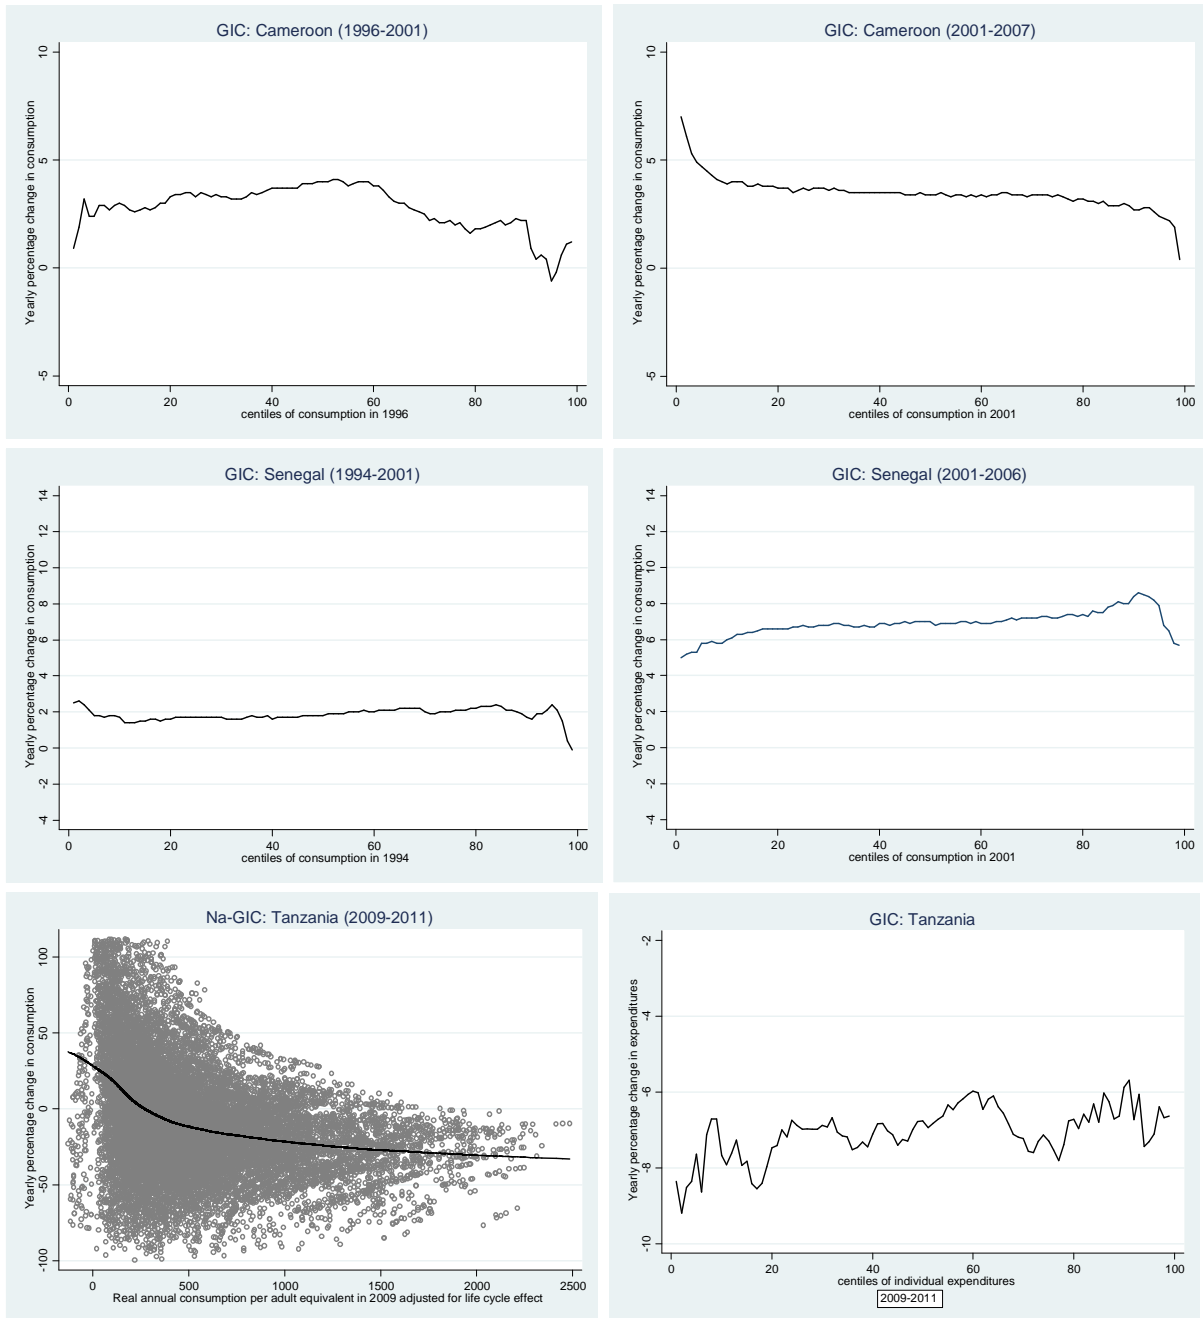 GIC: Cameroon (1996-2001)
Yearly percentage change in consumption
10
5
0
-5
0 20 40 60 80 100
centiles of consumption in 1996
GIC: Cameroon (2001-2007)
Yearly percentage change in consumption
10
5
0
-5
0 20 40 60 80 100
centiles of consumption in 2001
GIC: Senegal (1994-2001)
Yearly percentage change in consumption
14
12
10
8
6
4
2
0
-2
-4
0 20 40 60 80 100
centiles of consumption in 1994
GIC: Senegal (2001-2006)
Yearly percentage change in consumption
14
12
10
8
6
4
2
0
-2
-4
0 20 40 60 80 100
centiles of consumption in 2001
Na-GIC: Tanzania (2009-2011)
Yearly percentage change in consumption
100
50
0
-50
-100
0 500 1000 1500 2000 2500
Real annual consumption per adult equivalent in 2009 adjusted for life cycle effect
GIC: Tanzania
Yearly percentage change in expenditures
-2
-4
-6
-8
-10
0 20 40 60 80 100
centiles of individual expenditures
2009-2011